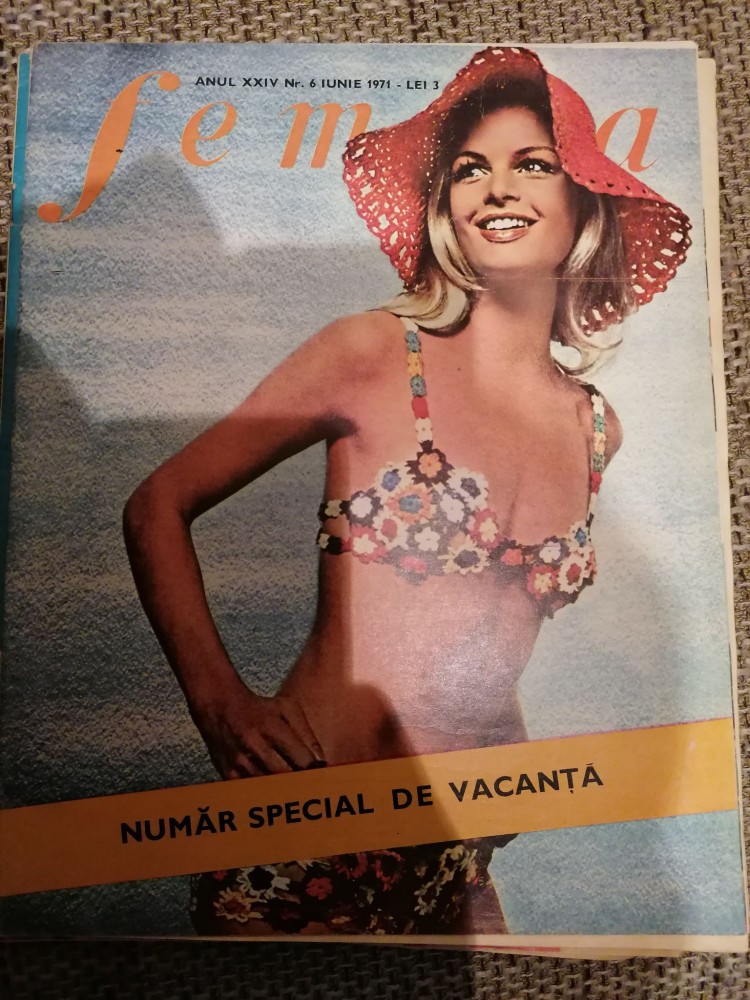 ANUL XXIV Nr. 6 IUNIE 1971 - LEI 3
fem a
NUMĂR SPECIAL DE VACANȚĂ